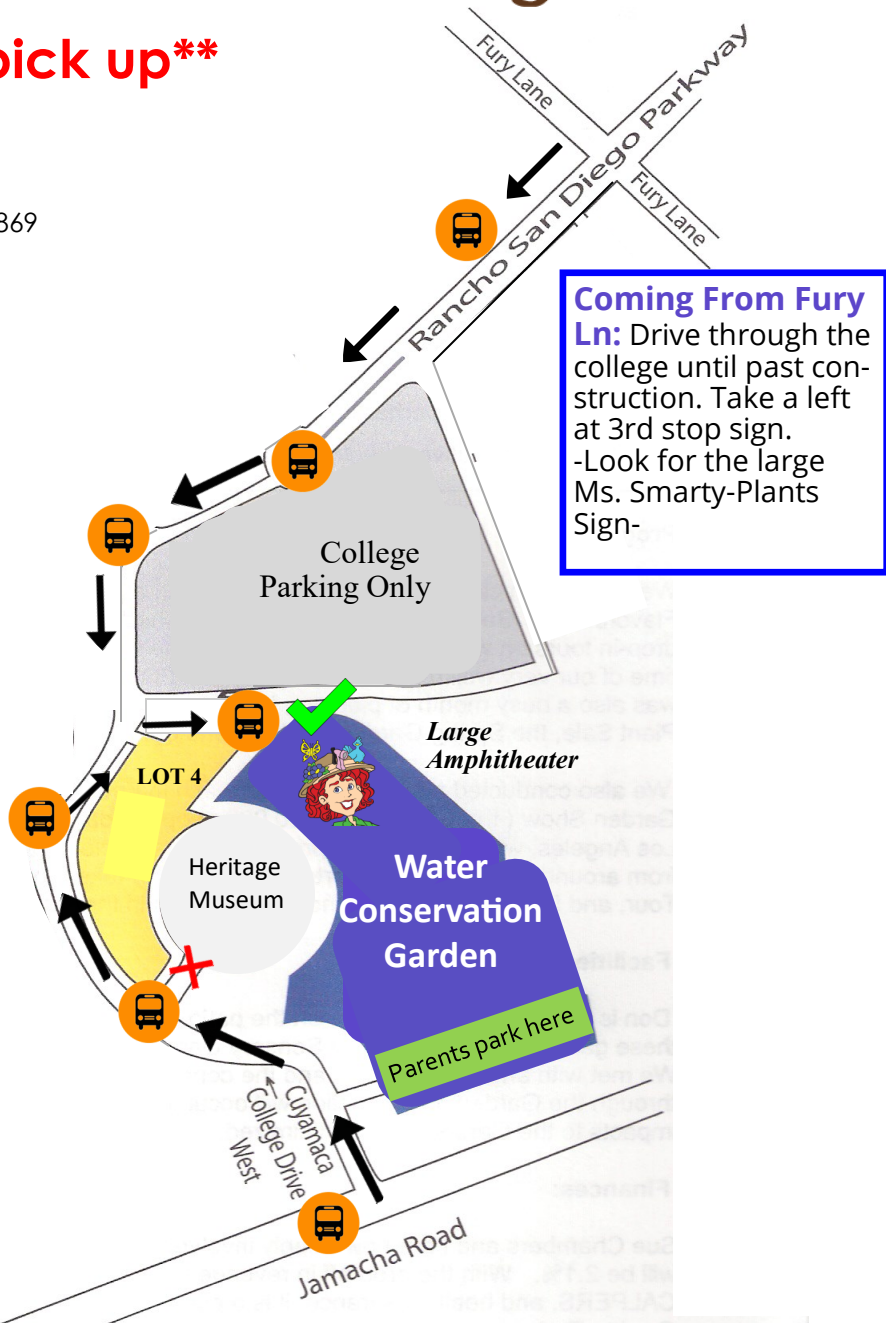 pick up**
869
Fury Lane
Rancho San Diego Parkway
Fury Lane
Coming From Fury
Ln: Drive through the
college until past con-
struction. Take a left
at 3rd stop sign.
-Look for the large
Ms. Smarty-Plants
Sign-
College
Parking Only
Large
Amphitheater
LOT 4
Heritage
Museum
Water
Conservation
Garden
Parents park here
Cuyamaca
College Drive
West
Jamacha Road